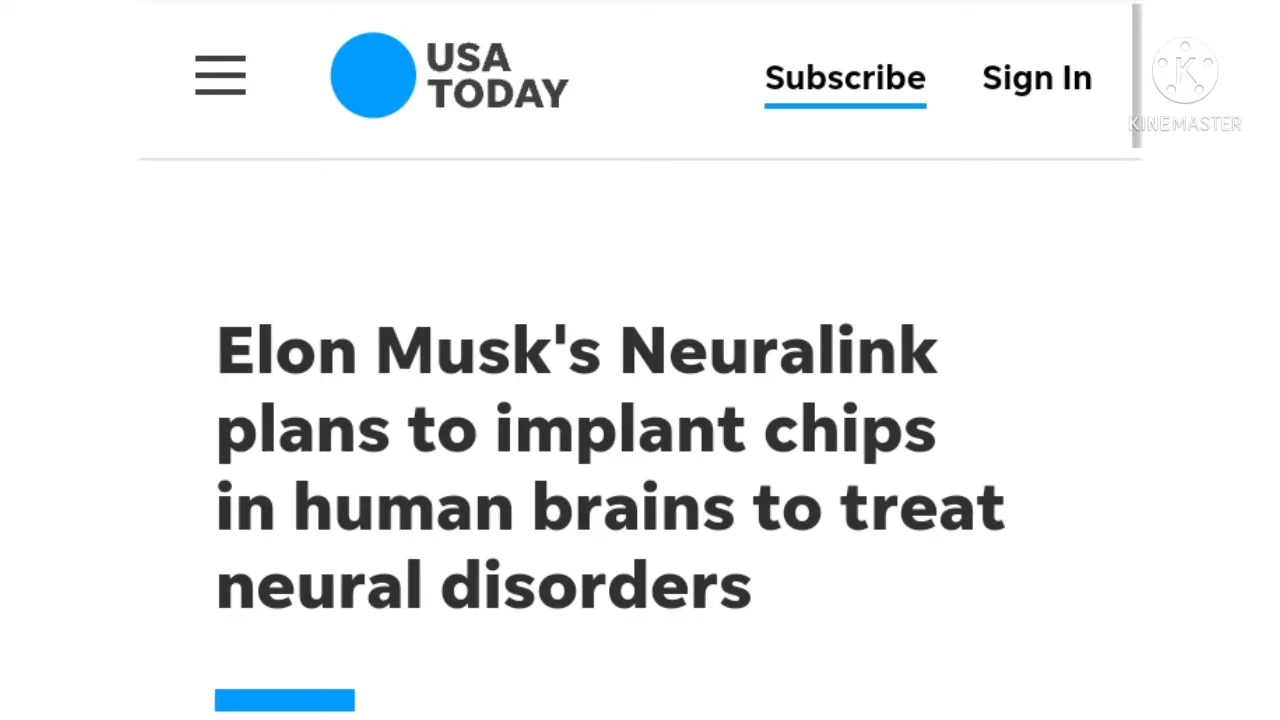 USA
TODAY
Subscribe
Sign In
K
KINEMASTER
Elon Musk's Neuralink
plans to implant chips
in human brains to treat
neural disorders